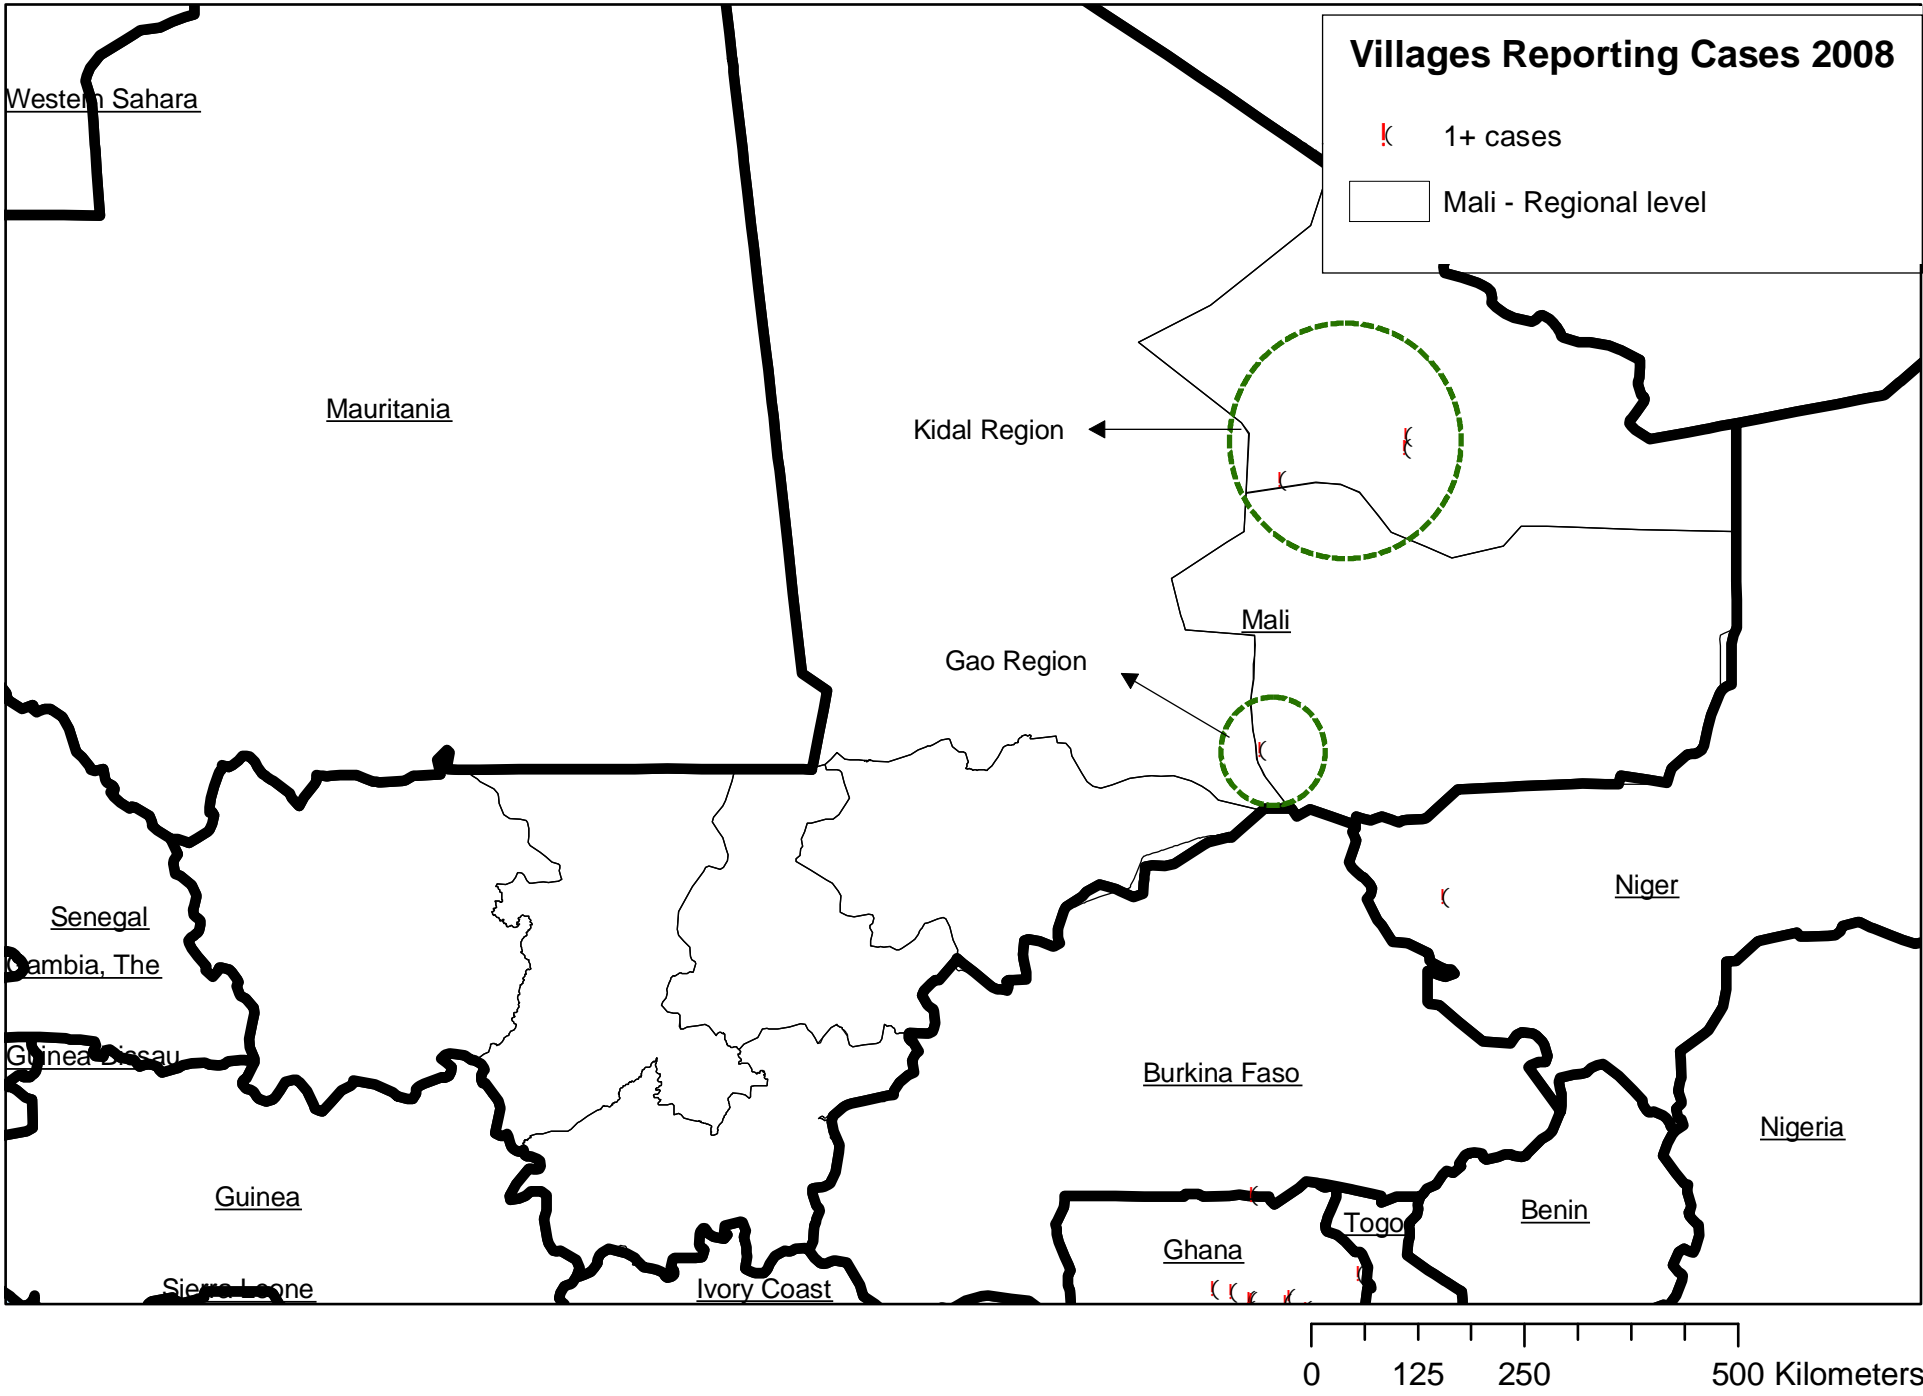 Villages Reporting Cases 2008
1+ cases
Mali - Regional level
Western Sahara
Mauritania
Kidal Region
Mali
Gao Region
Niger
Senegal
Gambia, The
Guinea-Bissau
Burkina Faso
Nigeria
Guinea
Togo
Benin
Ghana
Sierra Leone
Ivory Coast
0 125 250 500 Kilometers